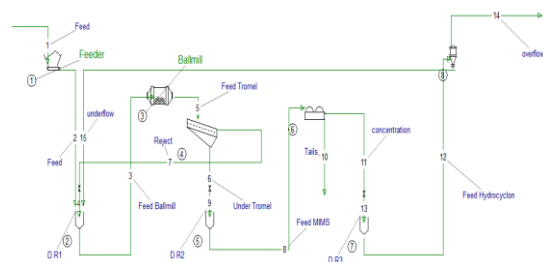 14
Feed
overflow
1
Feeder
Ballmill
①
⑧
Feed Tromel
③
5
underflow
⑥
Reject
④
concentration
2
15
Tails,
10
11
12
Feed
7
3
6
Feed Hydrocyclon
Feed Ballmill
Under Tromel
14
9
13
②
⑤
Feed MIMS
⑦
8
D.R1
D.R2
D.R3